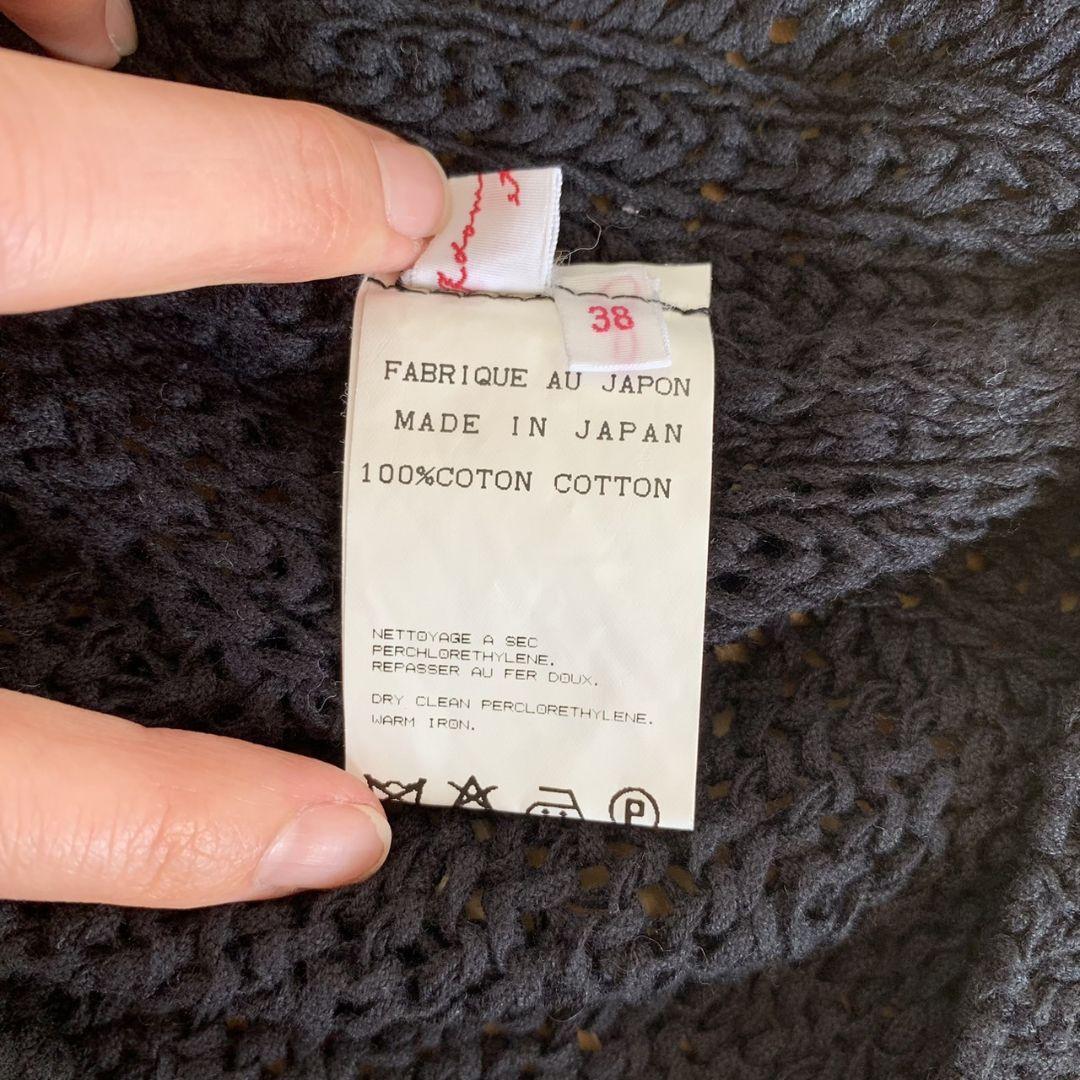 38
FABRIQUE AU JAPON
MADE IN JAPAN
100%COTON COTTON
NETTOYAGE A SEC
PERCHLORETHYLENE.
REPASSER AU FER DOUX.
DRY CLEAN PERCLORETHYLENE.
WARM IRON.
P